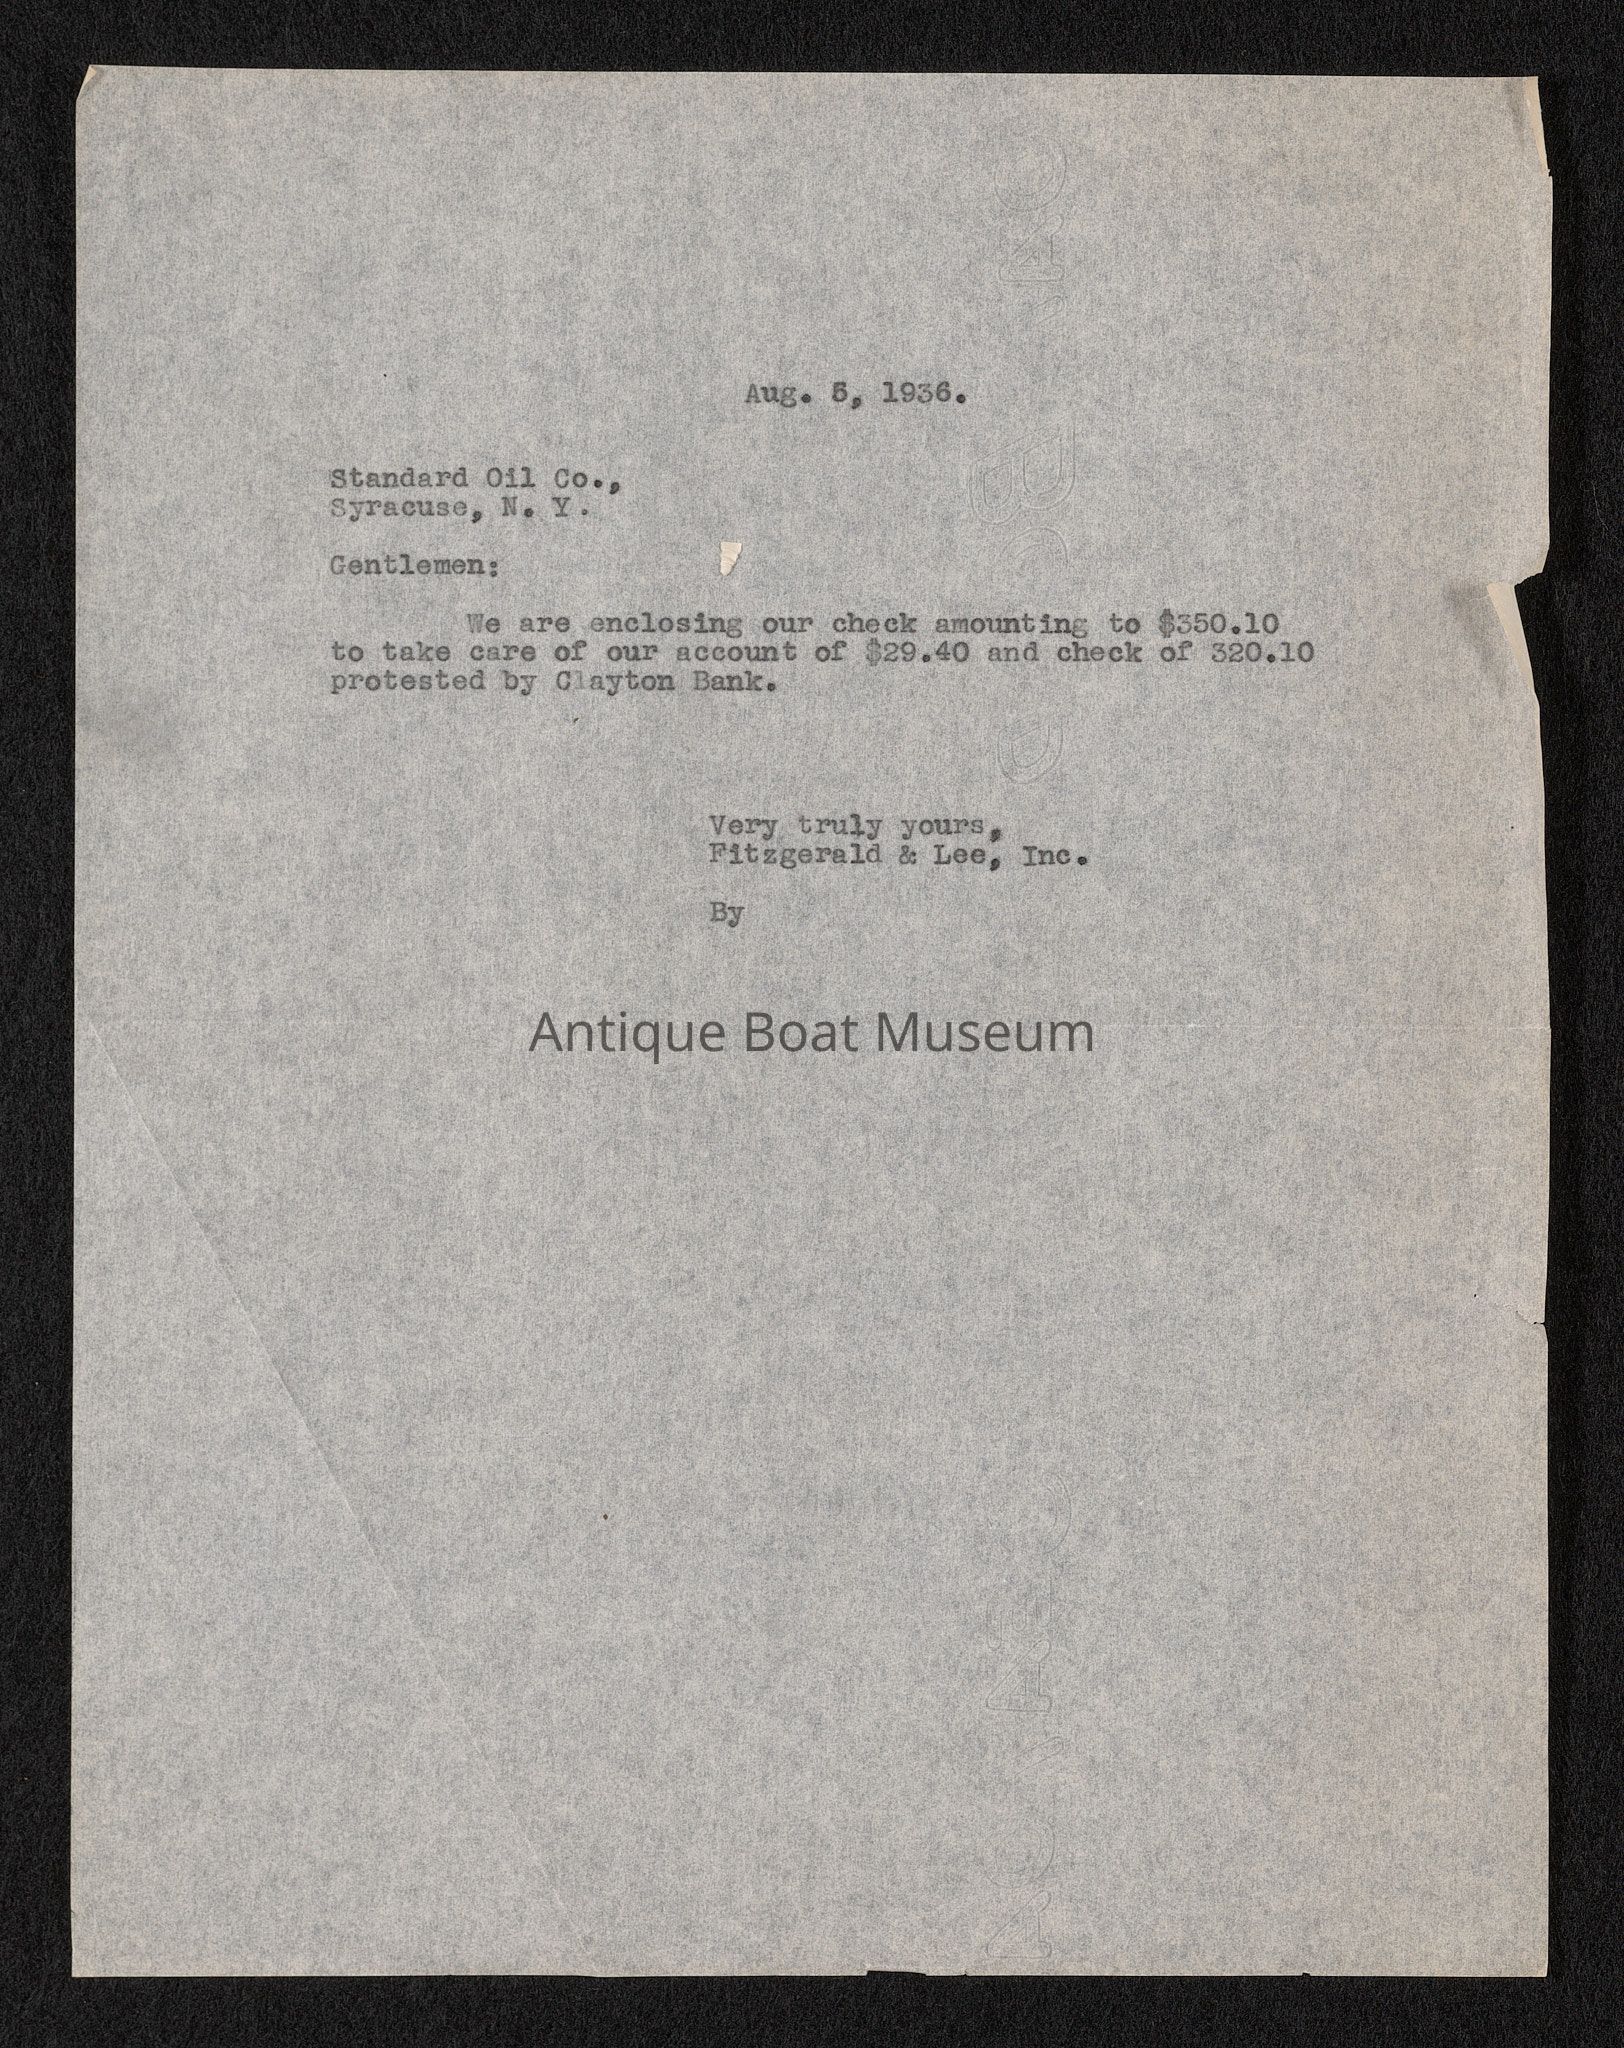 Aug. 5, 1936.
Standard Oil Co.,
Syracuse, N. Y.
Gentlemen:
We are enclosing our check amounting to $350.10
to take care of our account of $29.40 and check of 320.10
protested by Clayton Bank.
Very truly yours,
Fitzgerald & Lee, Inc.
By
Antique Boat Museum